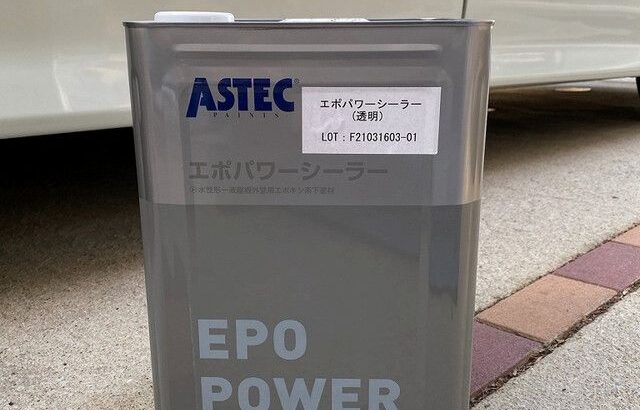 ASTEC
PAINTS
エポパワーシーラー
（透明）
LOT：F21031603-01
エポパワーシーラー
EPO
POWER